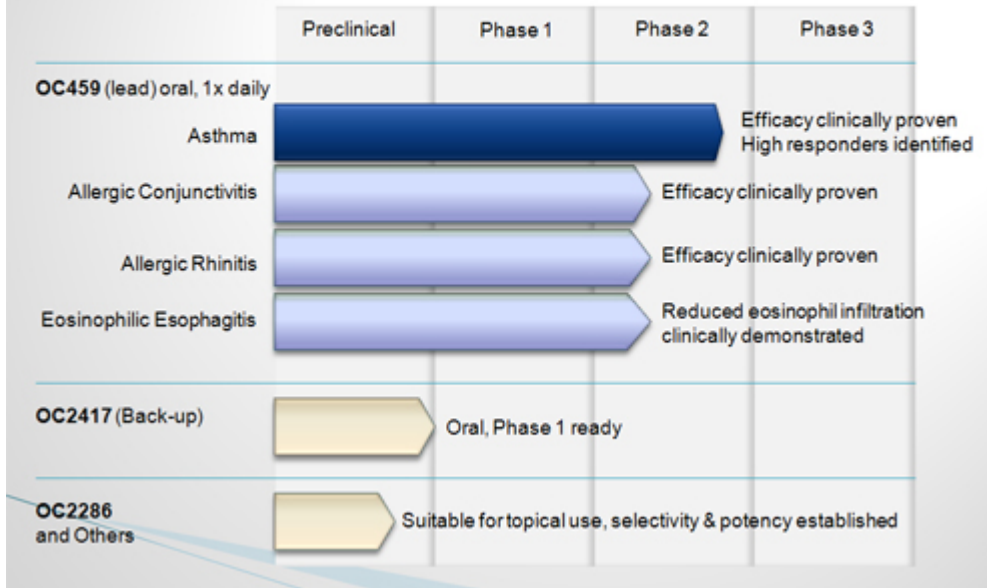 Preclinical Phase 1 Phase 2 Phase 3
OC459 (lead) oral, 1x daily
Asthma
Efficacy clinically proven
High responders identified
Allergic Conjunctivitis
Efficacy clinically proven
Allergic Rhinitis
Efficacy clinically proven
Eosinophilic Esophagitis
Reduced eosinophil infiltration
clinically demonstrated
OC2417 (Back-up)
Oral, Phase 1 ready
OC2286
and Others
Suitable for topical use, selectivity & potency established